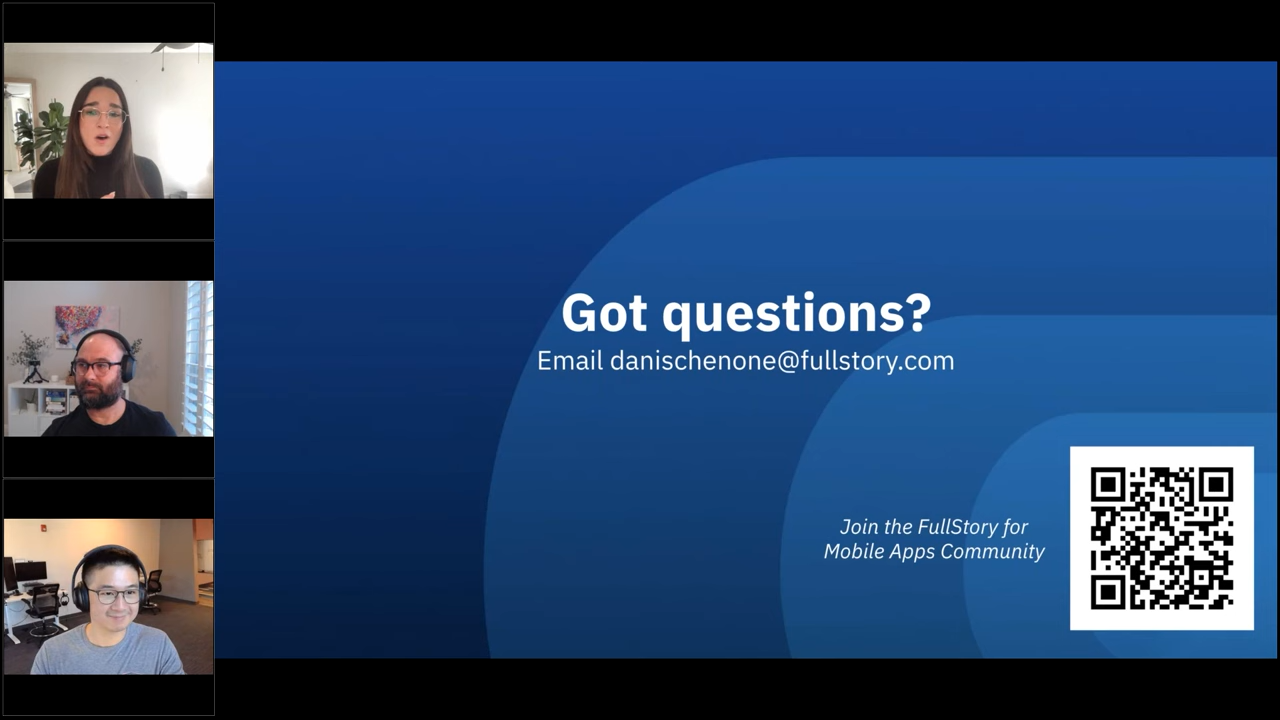 Got questions?
Email danischenone@fullstory.com
Join the FullStory for
Mobile Apps Community